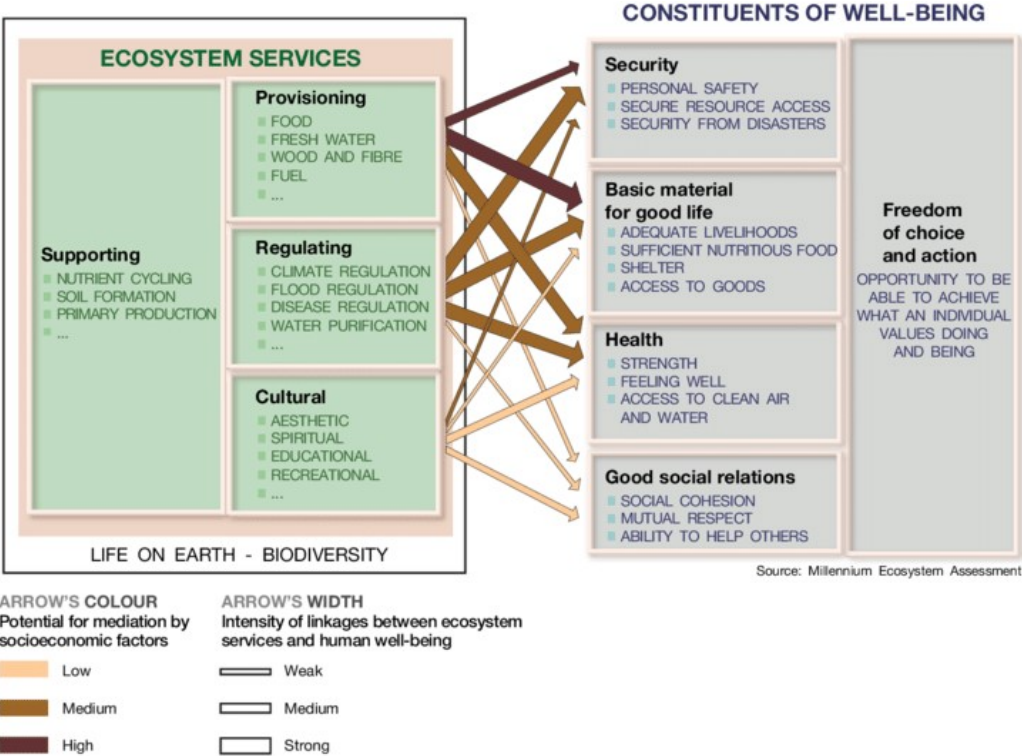 CONSTITUENTS OF WELL-BEING
ECOSYSTEM SERVICES
Supporting
NUTRIENT CYCLING
SOIL FORMATION
PRIMARY PRODUCTION
...
Provisioning
FOOD
FRESH WATER
WOOD AND FIBRE
FUEL
...
Regulating
CLIMATE REGULATION
FLOOD REGULATION
DISEASE REGULATION
WATER PURIFICATION
...
Cultural
AESTHETIC
SPIRITUAL
EDUCATIONAL
RECREATIONAL
...
LIFE ON EARTH - BIODIVERSITY
Security
PERSONAL SAFETY
SECURE RESOURCE ACCESS
SECURITY FROM DISASTERS
Basic material
for good life
ADEQUATE LIVELIHOODS
SUFFICIENT NUTRITIOUS FOOD
SHELTER
ACCESS TO GOODS
Health
STRENGTH
FEELING WELL
ACCESS TO CLEAN AIR
AND WATER
Good social relations
SOCIAL COHESION
MUTUAL RESPECT
ABILITY TO HELP OTHERS
Freedom
of choice
and action
OPPORTUNITY TO BE
ABLE TO ACHIEVE
WHAT AN INDIVIDUAL
VALUES DOING
AND BEING
Source: Millennium Ecosystem Assessment
ARROW'S COLOUR
Potential for mediation by
socioeconomic factors
Low
Medium
High
ARROW'S WIDTH
Intensity of linkages between ecosystem
services and human well-being
Weak
Medium
Strong